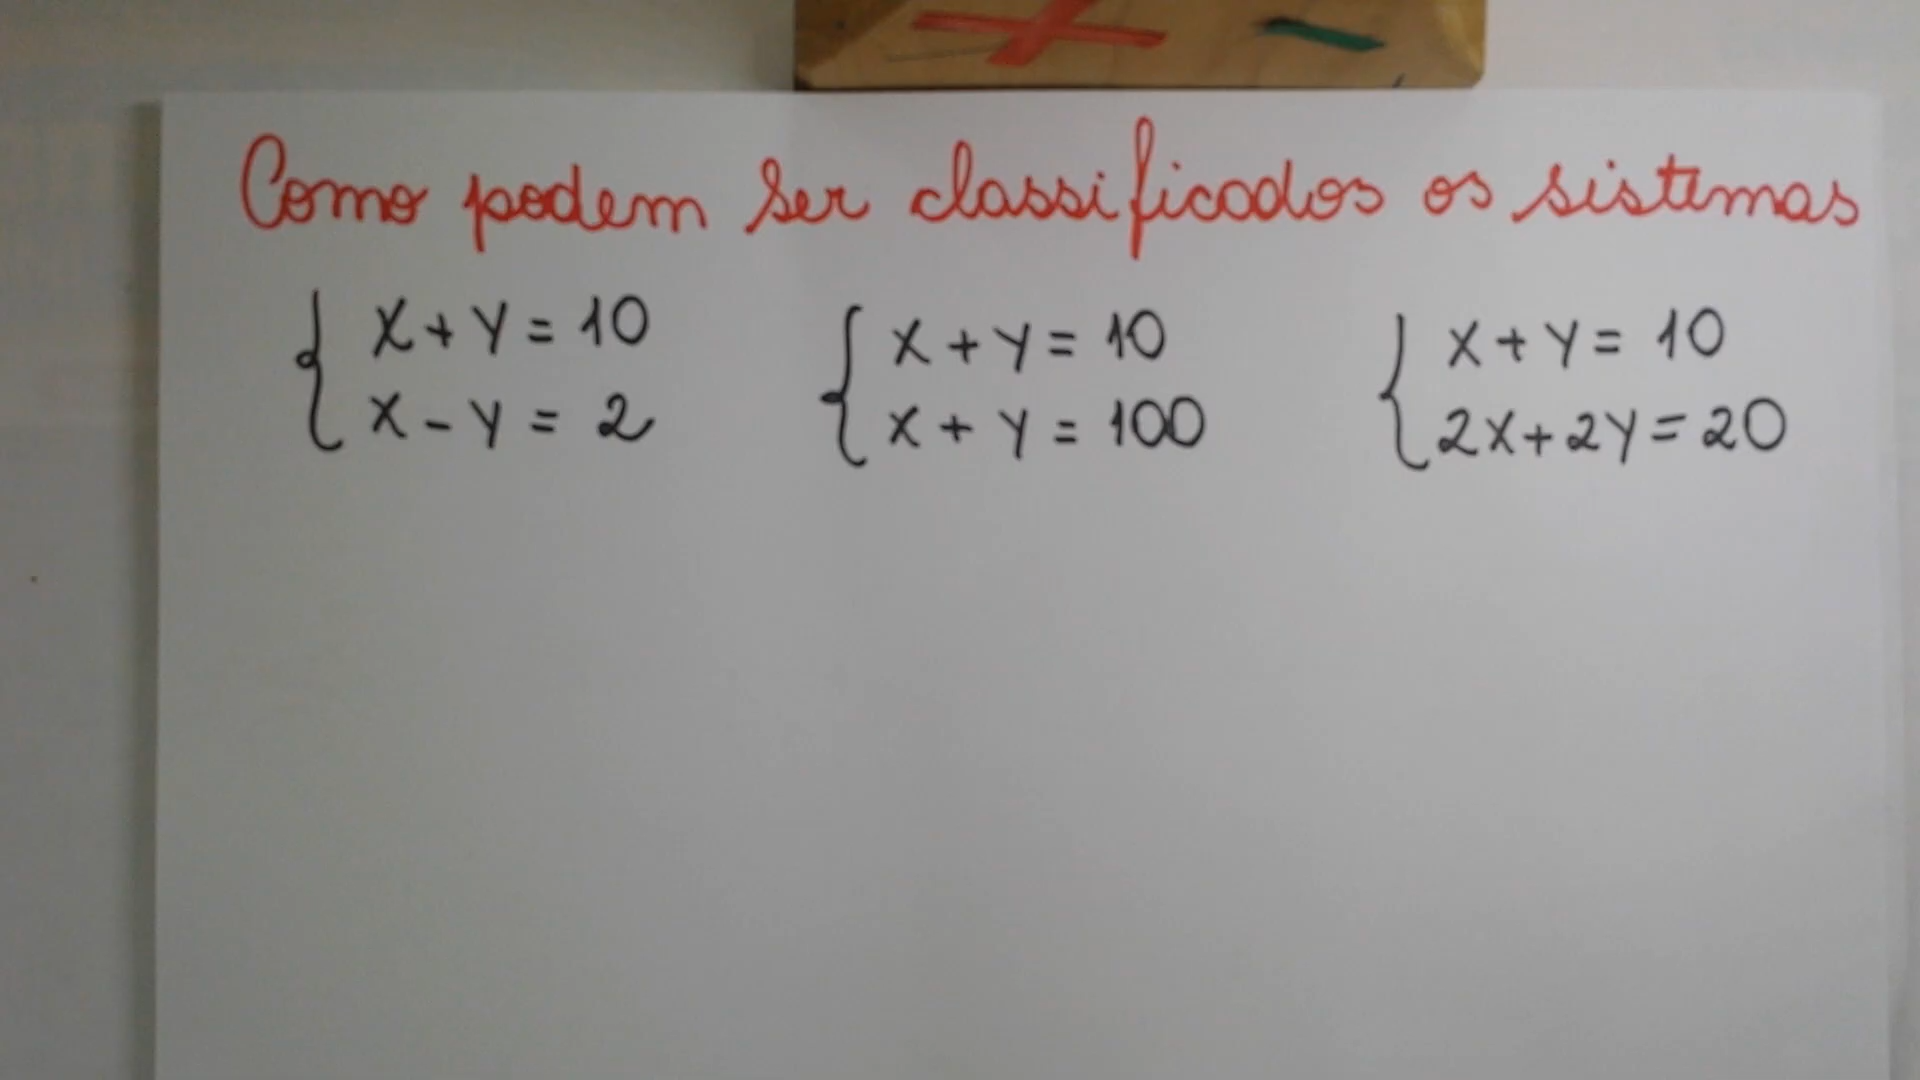 Como podem ser classificados os sistemas
x + y = 10
x - y = 2
x + y = 10
x + y = 100
x + y = 10
2x + 2y = 20